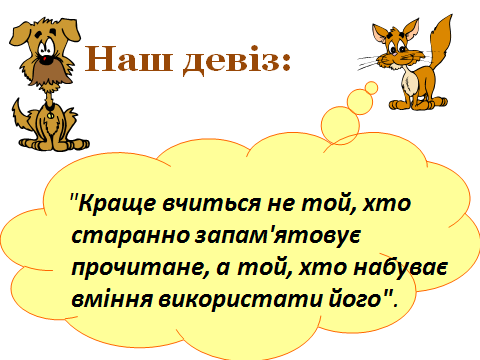 Наш девіз:
"Краще вчиться не той, хто
старанно запам'ятовує
прочитане, а той, хто набуває
вміння використати його".